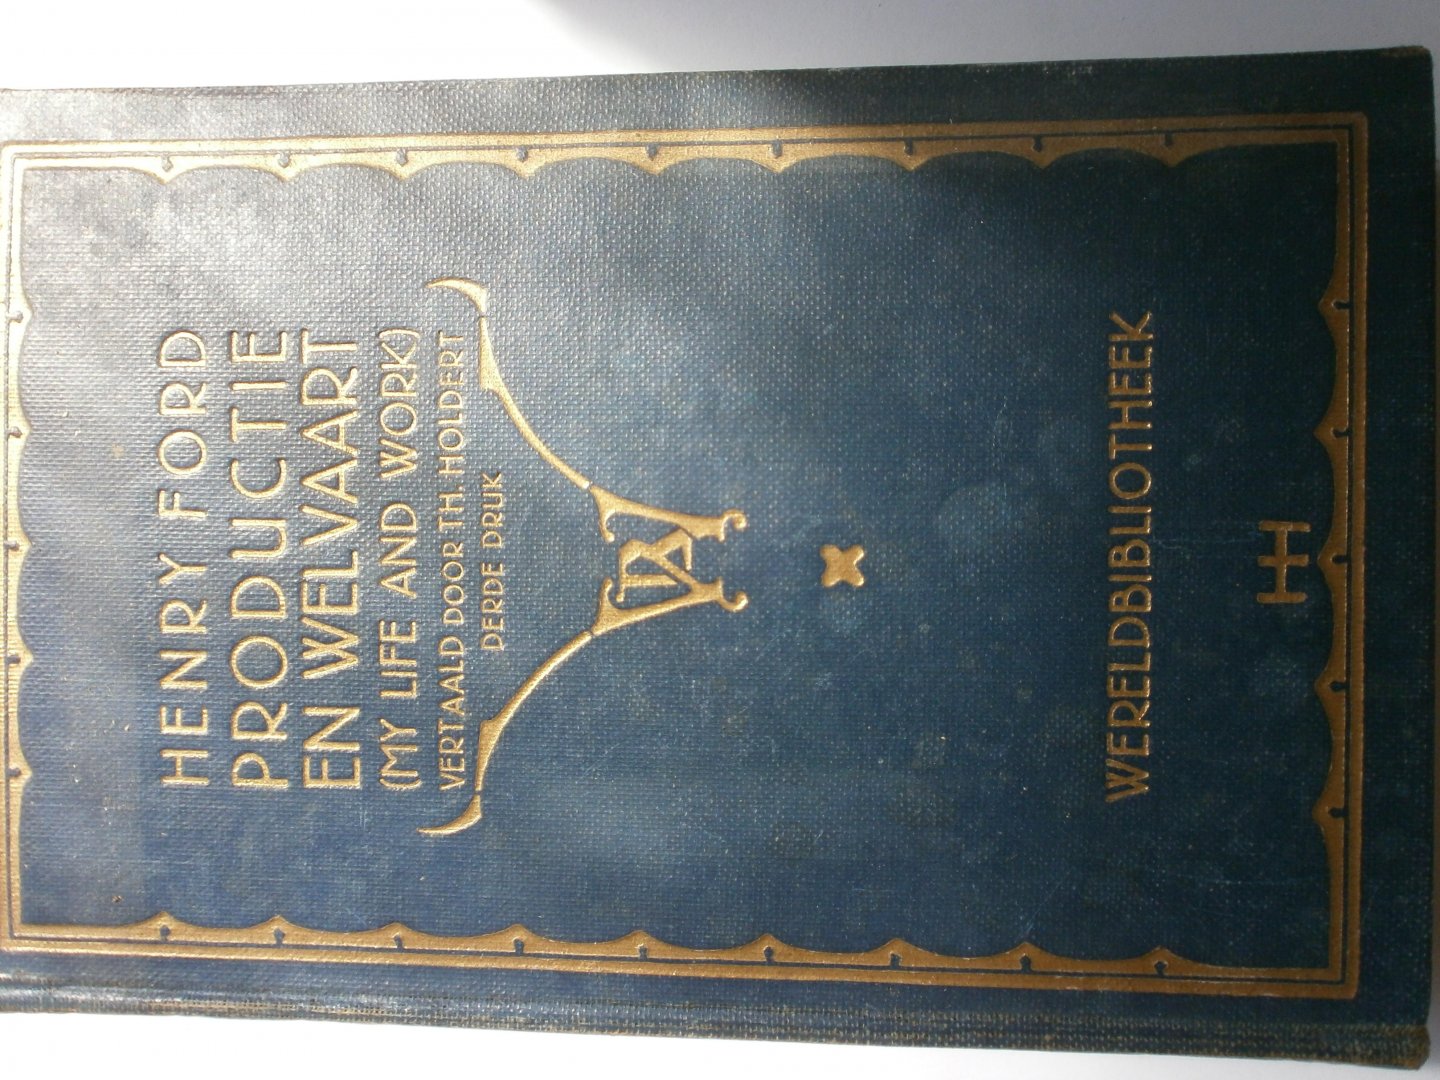 HENRY FORD
PRODUCTIE
EN WELVAART
(MY LIFE AND WORK)
VERTAALD DOOR TH. HOLDERT
DERDE DRUK
WERELDBIBLIOTHEEK